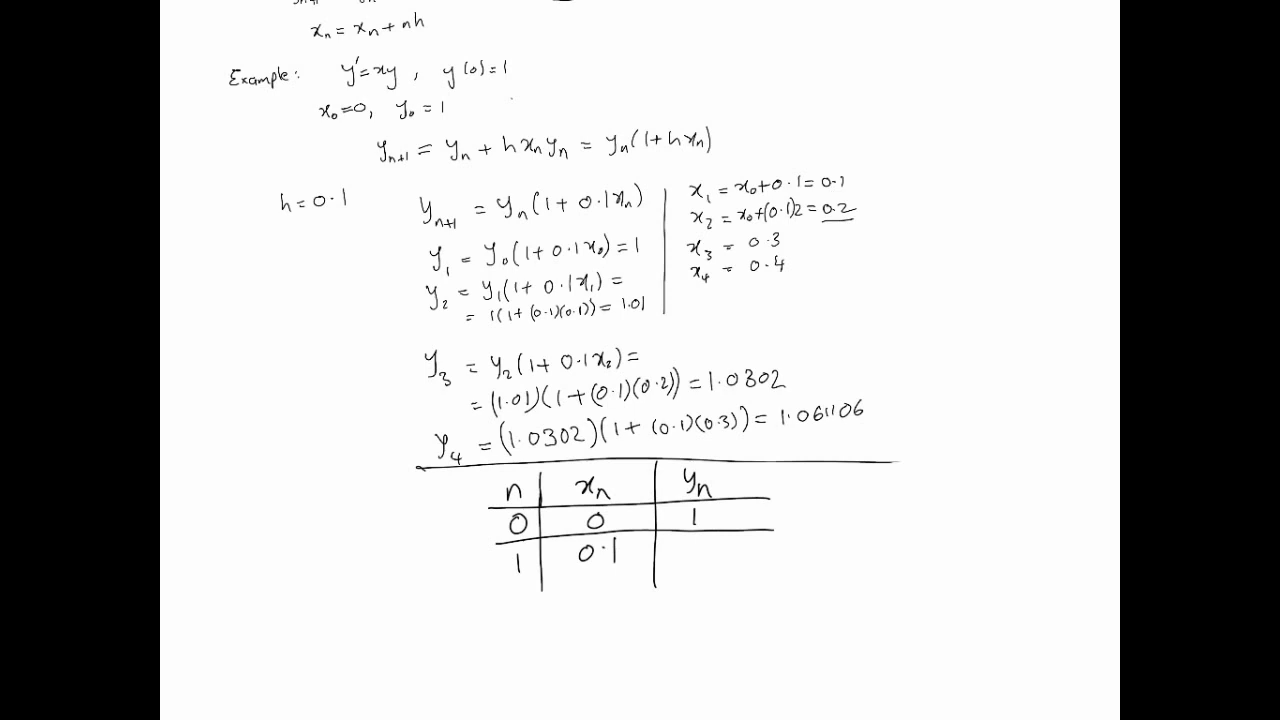 xₙ = xₙ + nh
Example: y' = xy , y(0) = 1
x₀ = 0, y₀ = 1
yₙ₊₁ = yₙ + h xₙ yₙ = yₙ(1 + h xₙ)
h = 0.1
yₙ₊₁ = yₙ(1 + 0.1xₙ)
y₁ = y₀(1 + 0.1x₀) = 1
y₂ = y₁(1 + 0.1x₁) =
= 1(1 + (0.1)(0.1)) = 1.01
x₁ = x₀ + 0.1 = 0.1
x₂ = x₀ + (0.1)2 = 0.2
x₃ = 0.3
x₄ = 0.4
y₃ = y₂(1 + 0.1x₂) =
= (1.01)(1 + (0.1)(0.2)) = 1.0302
y₄ = (1.0302)(1 + (0.1)(0.3)) = 1.061106
n xₙ yₙ
0 0 1
1 0.1